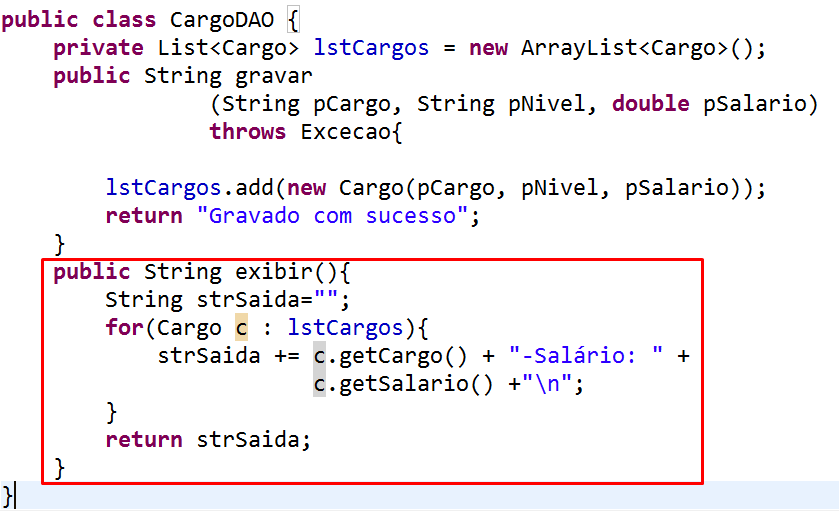 public class CargoDAO {
    private List<Cargo> lstCargos = new ArrayList<Cargo>();
    public String gravar
                (String pCargo, String pNivel, double pSalario)
                throws Excecao{
        lstCargos.add(new Cargo(pCargo, pNivel, pSalario));
        return "Gravado com sucesso";
    }
    public String exibir(){
        String strSaida="";
        for(Cargo c : lstCargos){
            strSaida += c.getCargo() + "-Salário: " +
                        c.getSalario() +"\n";
        }
        return strSaida;
    }
}